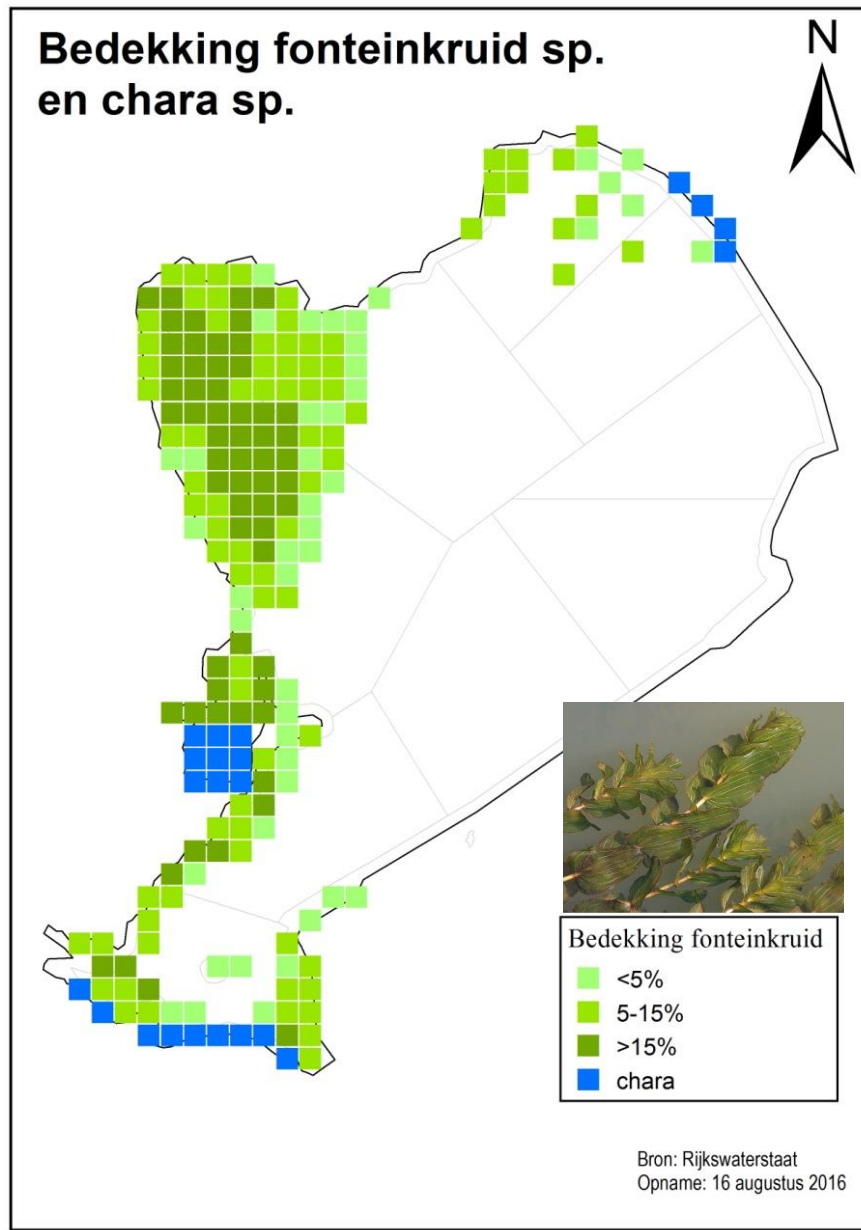 Bedekking fonteinkruid sp.
en chara sp.
N
Bedekking fonteinkruid
<5%
5-15%
>15%
chara
Bron: Rijkswaterstaat
Opname: 16 augustus 2016